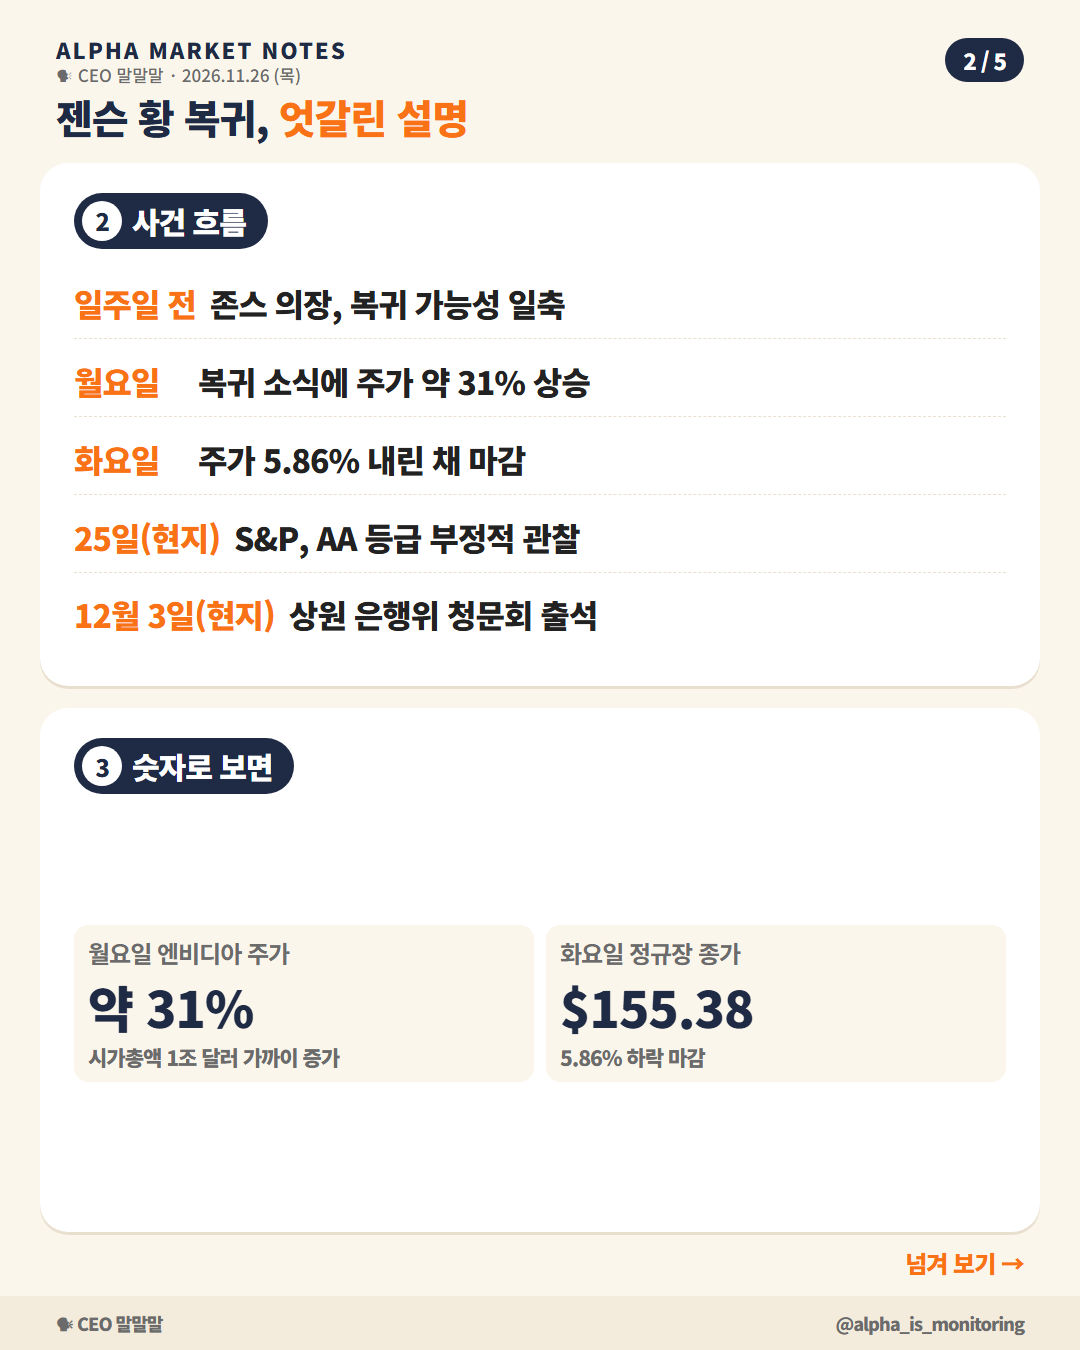 ALPHA MARKET NOTES
🗣 CEO 말말말 · 2026.11.26 (목)
2 / 5
젠슨 황 복귀, 엇갈린 설명
2 사건 흐름
일주일 전 존스 의장, 복귀 가능성 일축
월요일 복귀 소식에 주가 약 31% 상승
화요일 주가 5.86% 내린 채 마감
25일(현지) S&P, AA 등급 부정적 관찰
12월 3일(현지) 상원 은행위 청문회 출석
3 숫자로 보면
월요일 엔비디아 주가
약 31%
시가총액 1조 달러 가까이 증가
화요일 정규장 종가
$155.38
5.86% 하락 마감
넘겨 보기 →
🗣 CEO 말말말
@alpha_is_monitoring